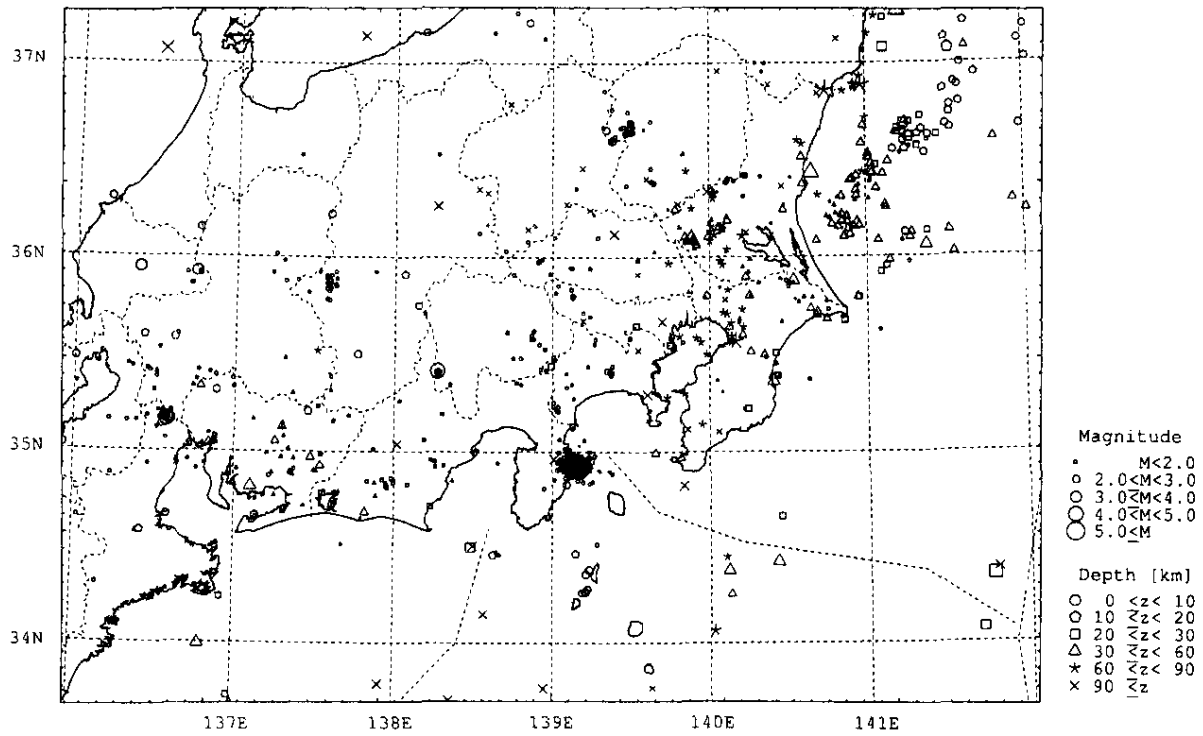 37N
36N
35N
34N
137E
138E
139E
140E
141E
Magnitude
M<2.0
2.0≤M<3.0
3.0≤M<4.0
4.0≤M<5.0
5.0≤M
Depth [km]
0 ≤z< 10
10 ≤z< 20
20 ≤z< 30
30 ≤z< 60
60 ≤z< 90
90 ≤z